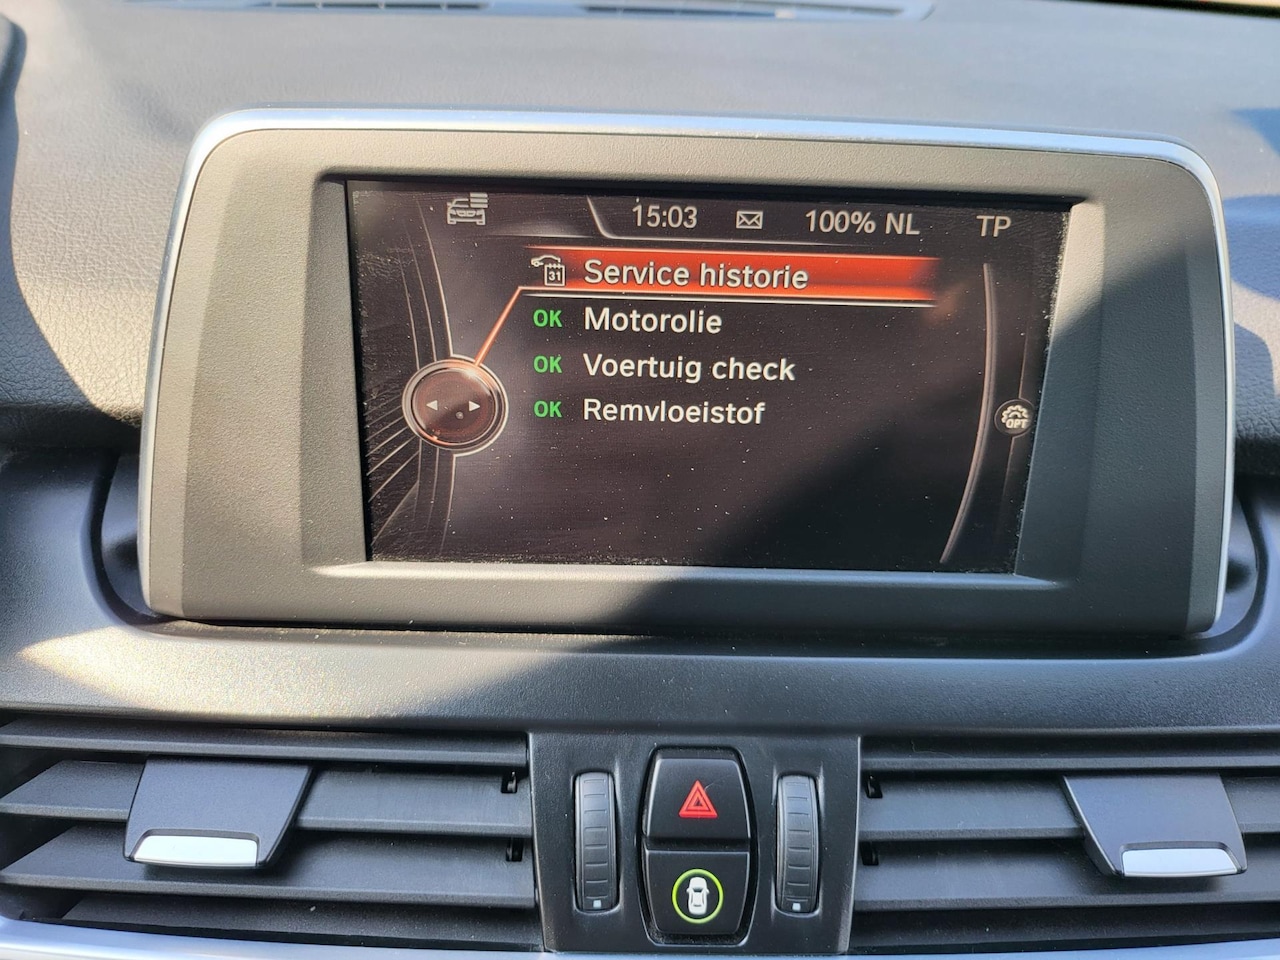 15:03 100% NL TP
31 Service historie
OK Motorolie
OK Voertuig check
OK Remvloeistof
OPT